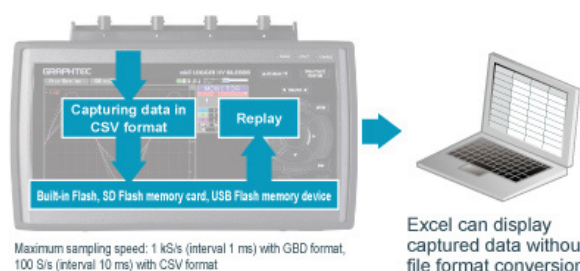 GRAPHTEC
Capturing data in
CSV format
Replay
Built-in Flash, SD Flash memory card, USB Flash memory device
Maximum sampling speed: 1 kS/s (interval 1 ms) with GBD format,
100 S/s (interval 10 ms) with CSV format
Excel can display
captured data withou
file format conversion